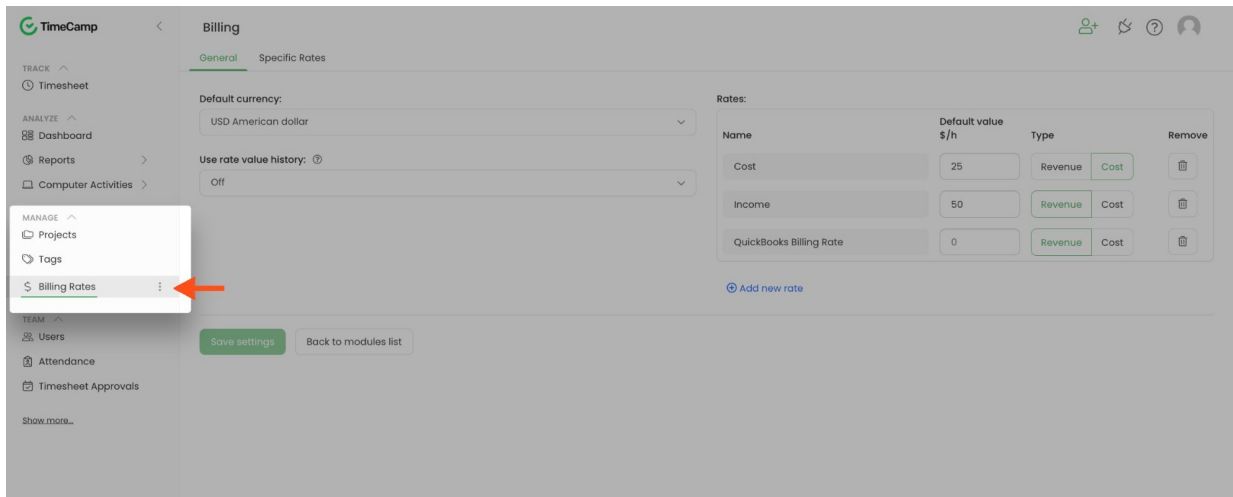 TimeCamp
TRACK
Timesheet
ANALYZE
Dashboard
Reports
Computer Activities
MANAGE
Projects
Tags
$ Billing Rates
TEAM
Users
Attendance
Timesheet Approvals
Show more...
Billing
General Specific Rates
Default currency:
USD American dollar
Use rate value history: ?
Off
Save settings Back to modules list
Rates:
Name Default value $/h Type Remove
Cost 25 Revenue Cost
Income 50 Revenue Cost
QuickBooks Billing Rate 0 Revenue Cost
Add new rate